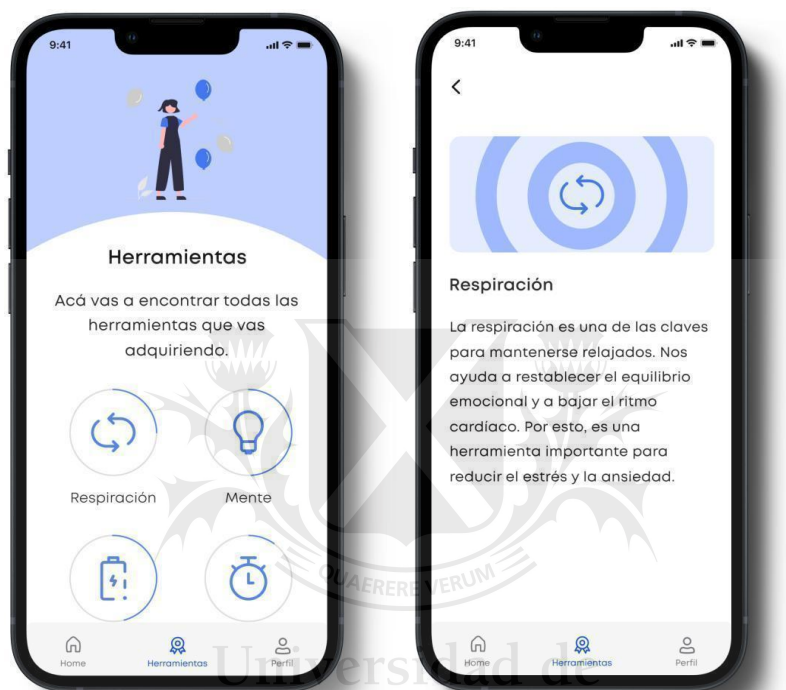 9:41
Herramientas
Acá vas a encontrar todas las
herramientas que vas
adquiriendo.
Respiración
Mente
Home
Herramientas
Perfil
9:41
Respiración
La respiración es una de las claves
para mantenerse relajados. Nos
ayuda a restablecer el equilibrio
emocional y a bajar el ritmo
cardíaco. Por esto, es una
herramienta importante para
reducir el estrés y la ansiedad.
Home
Herramientas
Perfil
QUAERERE VERUM
Universidad de